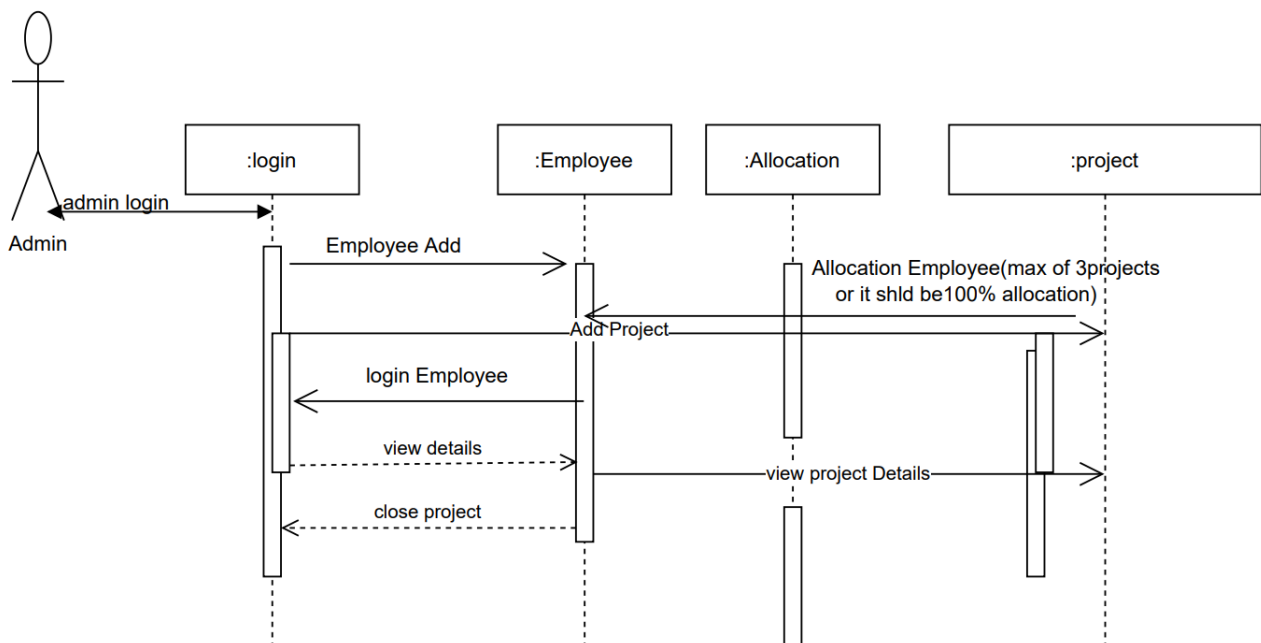 :login
:Employee
:Allocation
:project
admin login
Admin
Employee Add
Allocation Employee(max of 3projects
or it shld be100% allocation)
Add Project
login Employee
view details
view project Details
close project